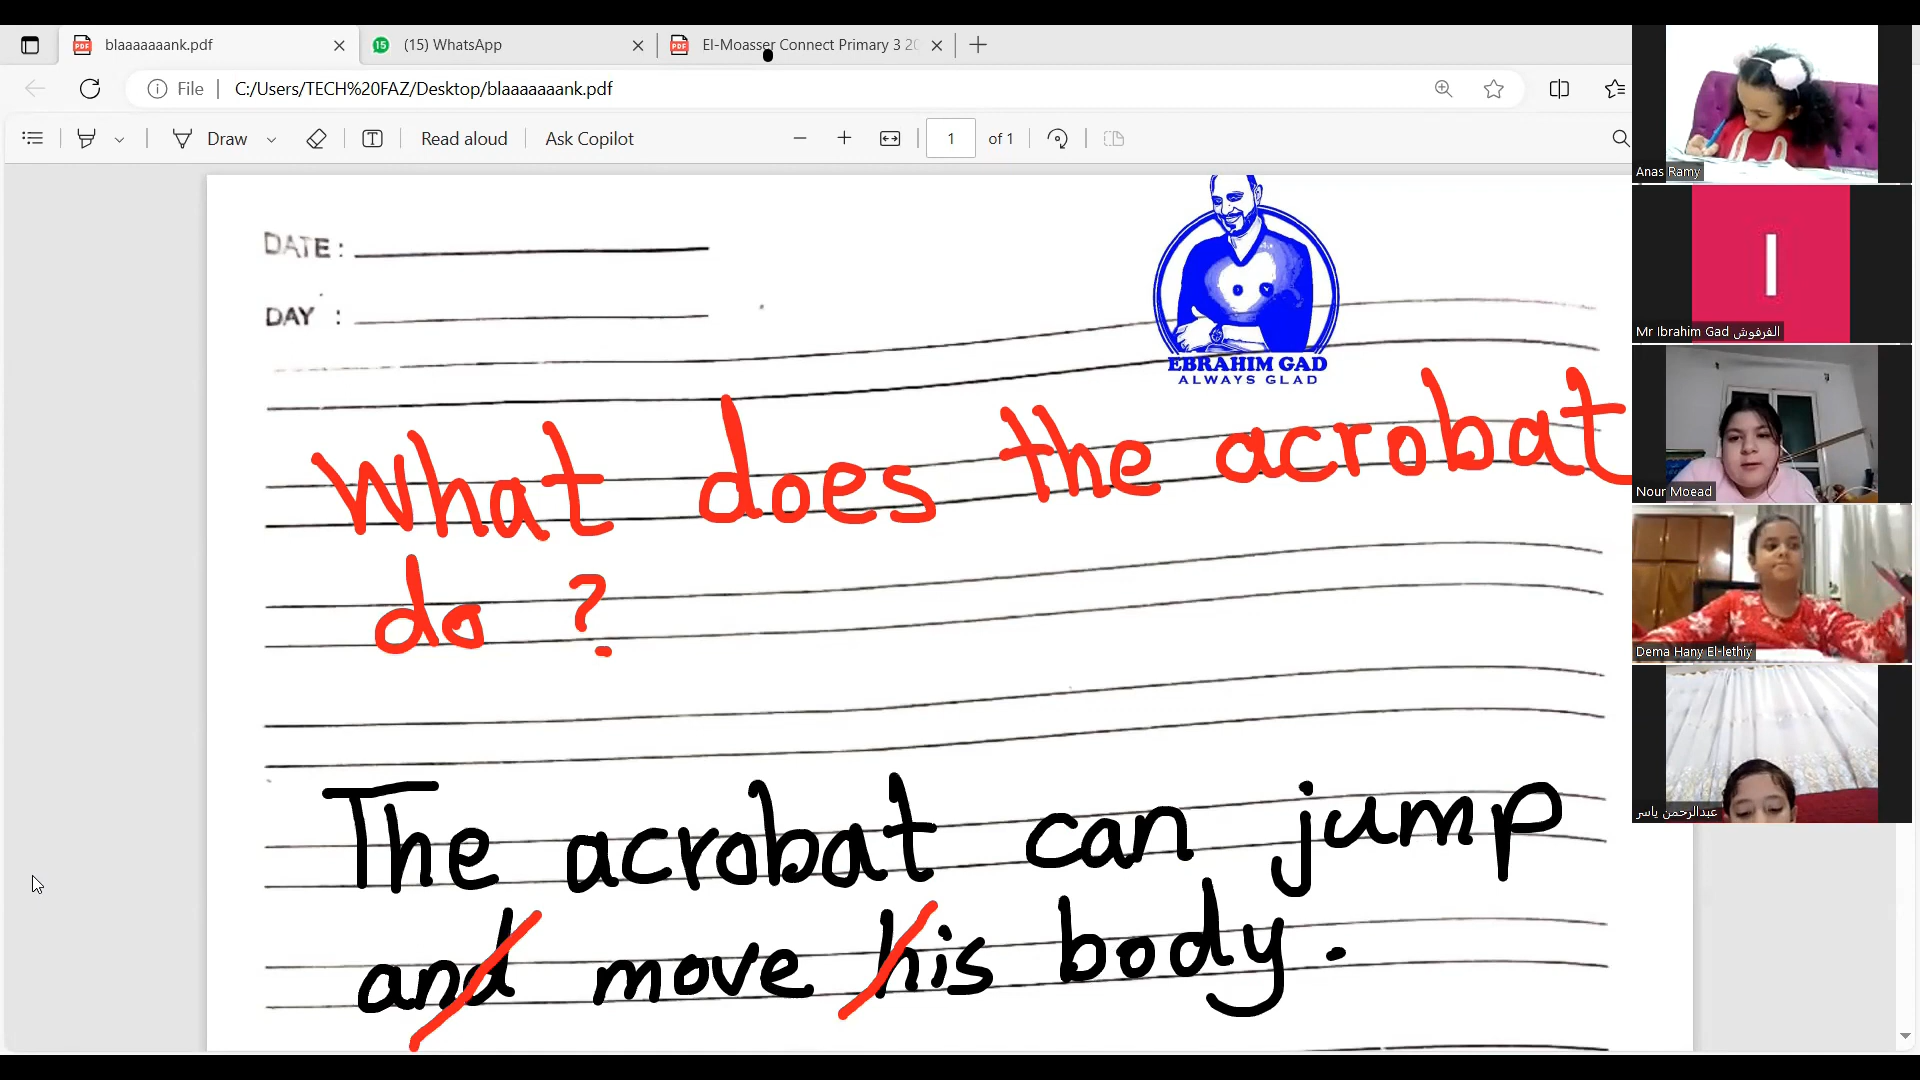 blaaaaaaank.pdf
(15) WhatsApp
El-Moasser Connect Primary 3 20
File
C:/Users/TECH%20FAZ/Desktop/blaaaaaaank.pdf
Draw
Read aloud
Ask Copilot
1
of 1
DATE:
DAY :
EBRAHIM GAD
ALWAYS GLAD
What does the acrobat
do ?
The acrobat can jump
and move his body.
Anas Ramy
I
Mr Ibrahim Gad الفرفوش
Nour Moead
Dema Hany El-lethiy
عبدالرحمن ياسر